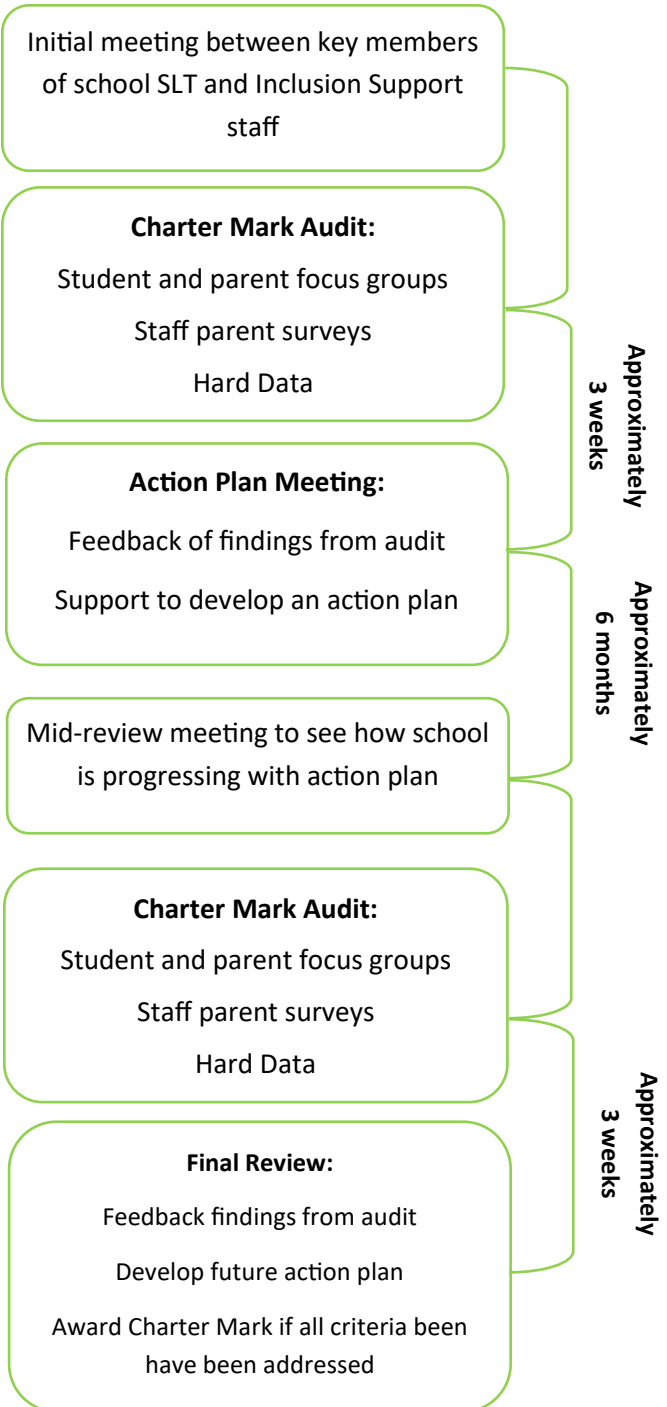 Initial meeting between key members
of school SLT and Inclusion Support
staff
Charter Mark Audit:
Student and parent focus groups
Staff parent surveys
Hard Data
Approximately
3 weeks
Action Plan Meeting:
Feedback of findings from audit
Support to develop an action plan
Approximately
6 months
Mid-review meeting to see how school
is progressing with action plan
Charter Mark Audit:
Student and parent focus groups
Staff parent surveys
Hard Data
Approximately
3 weeks
Final Review:
Feedback findings from audit
Develop future action plan
Award Charter Mark if all criteria been
have been addressed